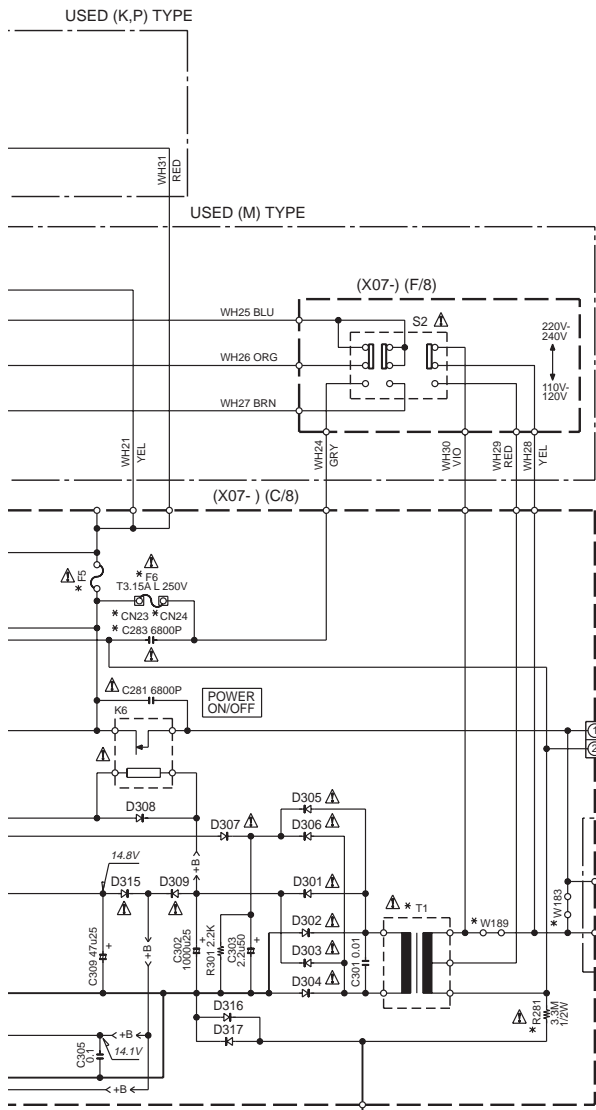 USED (K,P) TYPE
WH31
RED
USED (M) TYPE
(X07-) (F/8)
WH25 BLU
S2
220V-
240V
WH26 ORG
110V-
120V
WH27 BRN
WH21
YEL
WH24
GRY
WH30
VIO
WH29
RED
WH28
YEL
(X07- ) (C/8)
* F5
* F6
T3.15A L 250V
* CN23 * CN24
* C283 6800P
C281 6800P
POWER
ON/OFF
K6
1
2
D308
D305
D307
D306
+B
14.8V
D315
D309
D301
* T1
* W183
D302
* W189
C309 47u25
+
C302
1000u25
+
R301 2.2K
C303
2.2u50
+
D303
C301 0.01
D304
D316
D317
* R281
3.3M
1/2W
+B
+B
C305
0.1
14.1V
+B